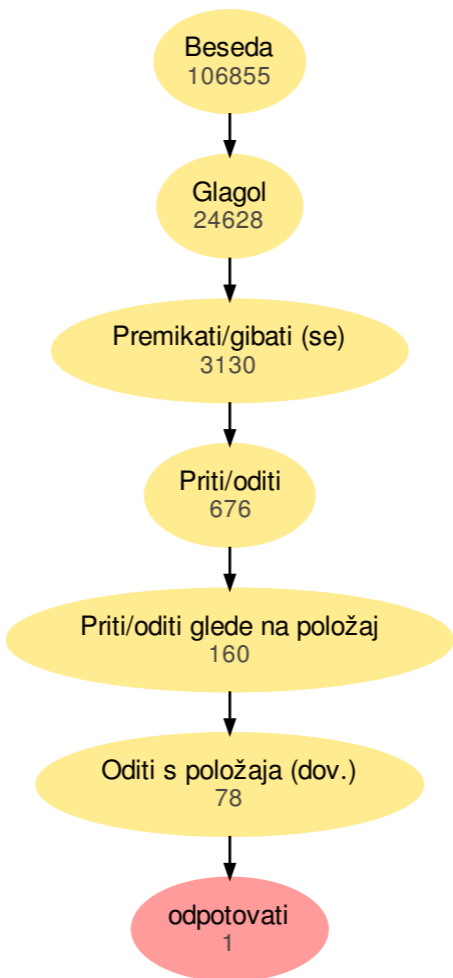 Beseda
106855
Glagol
24628
Premikati/gibati (se)
3130
Priti/oditi
676
Priti/oditi glede na položaj
160
Oditi s položaja (dov.)
78
odpotovati
1